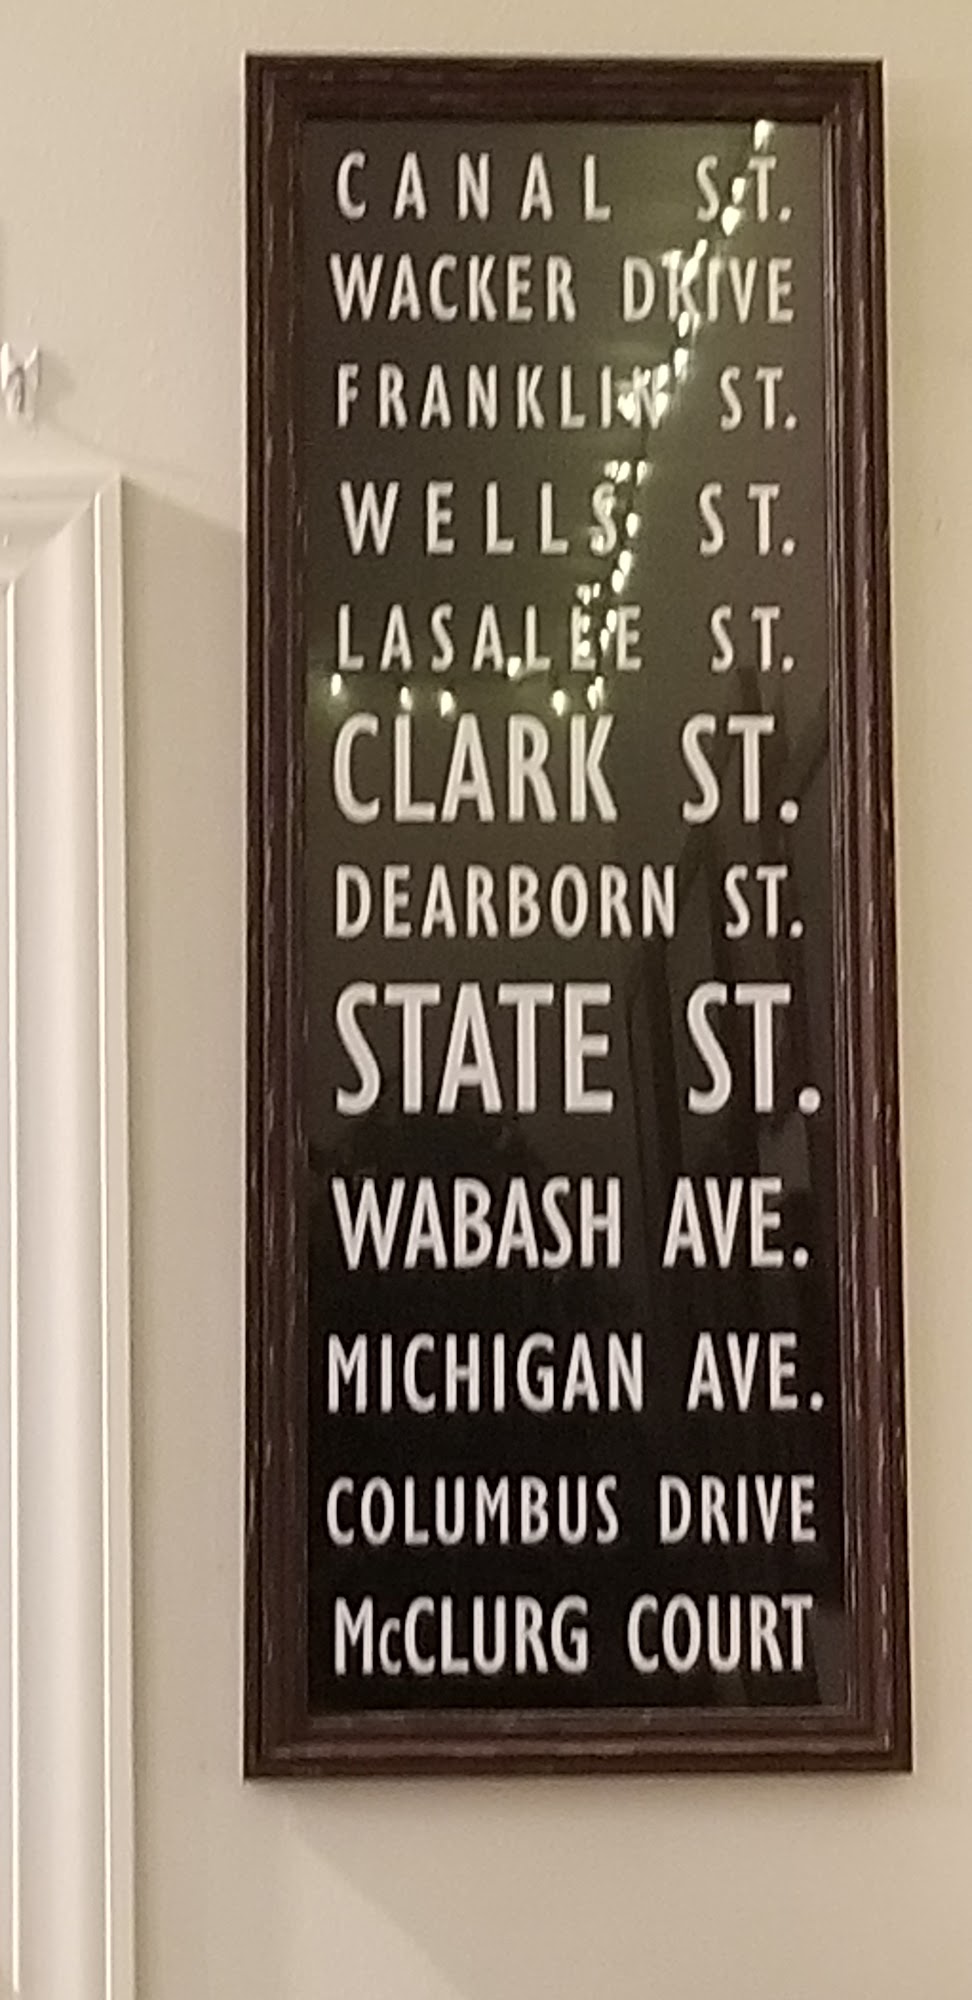 CANAL ST.
WACKER DRIVE
FRANKLIN ST.
WELLS ST.
LASALLE ST.
CLARK ST.
DEARBORN ST.
STATE ST.
WABASH AVE.
MICHIGAN AVE.
COLUMBUS DRIVE
McCLURG COURT